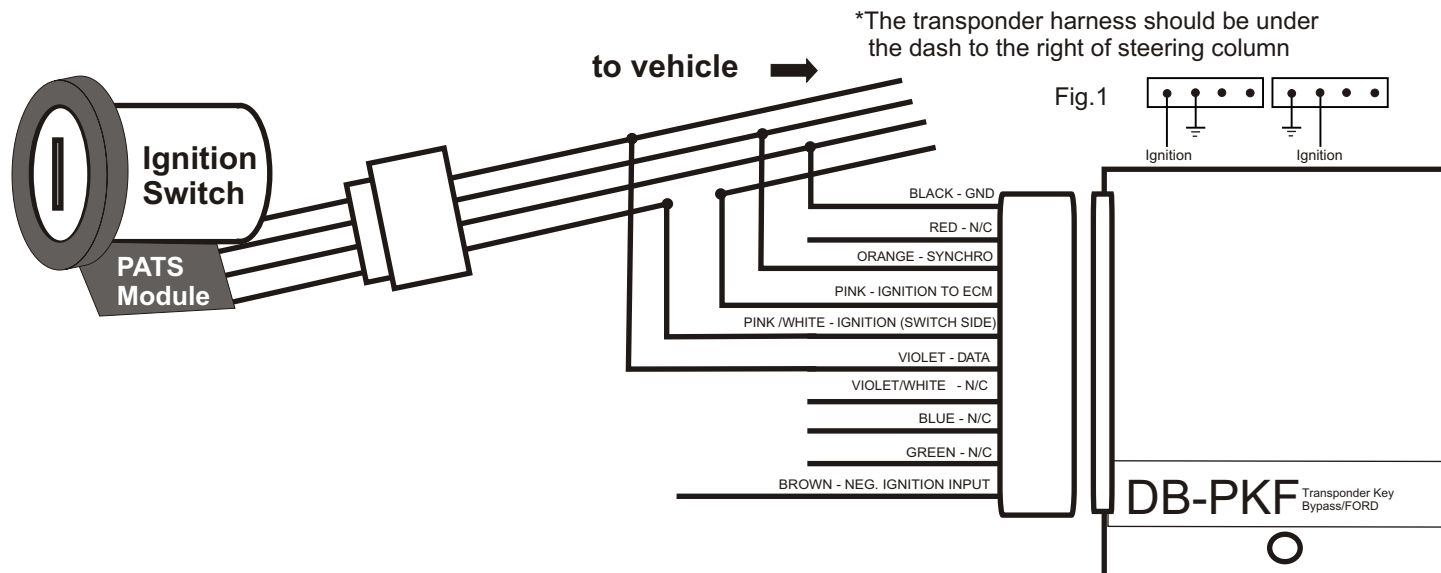 *The transponder harness should be under
the dash to the right of steering column
to vehicle
Fig.1
Ignition
Ignition
Ignition
Switch
PATS
Module
BLACK - GND
RED - N/C
ORANGE - SYNCHRO
PINK - IGNITION TO ECM
PINK /WHITE - IGNITION (SWITCH SIDE)
VIOLET - DATA
VIOLET/WHITE - N/C
BLUE - N/C
GREEN - N/C
BROWN - NEG. IGNITION INPUT
DB-PKF
Transponder Key
Bypass/FORD